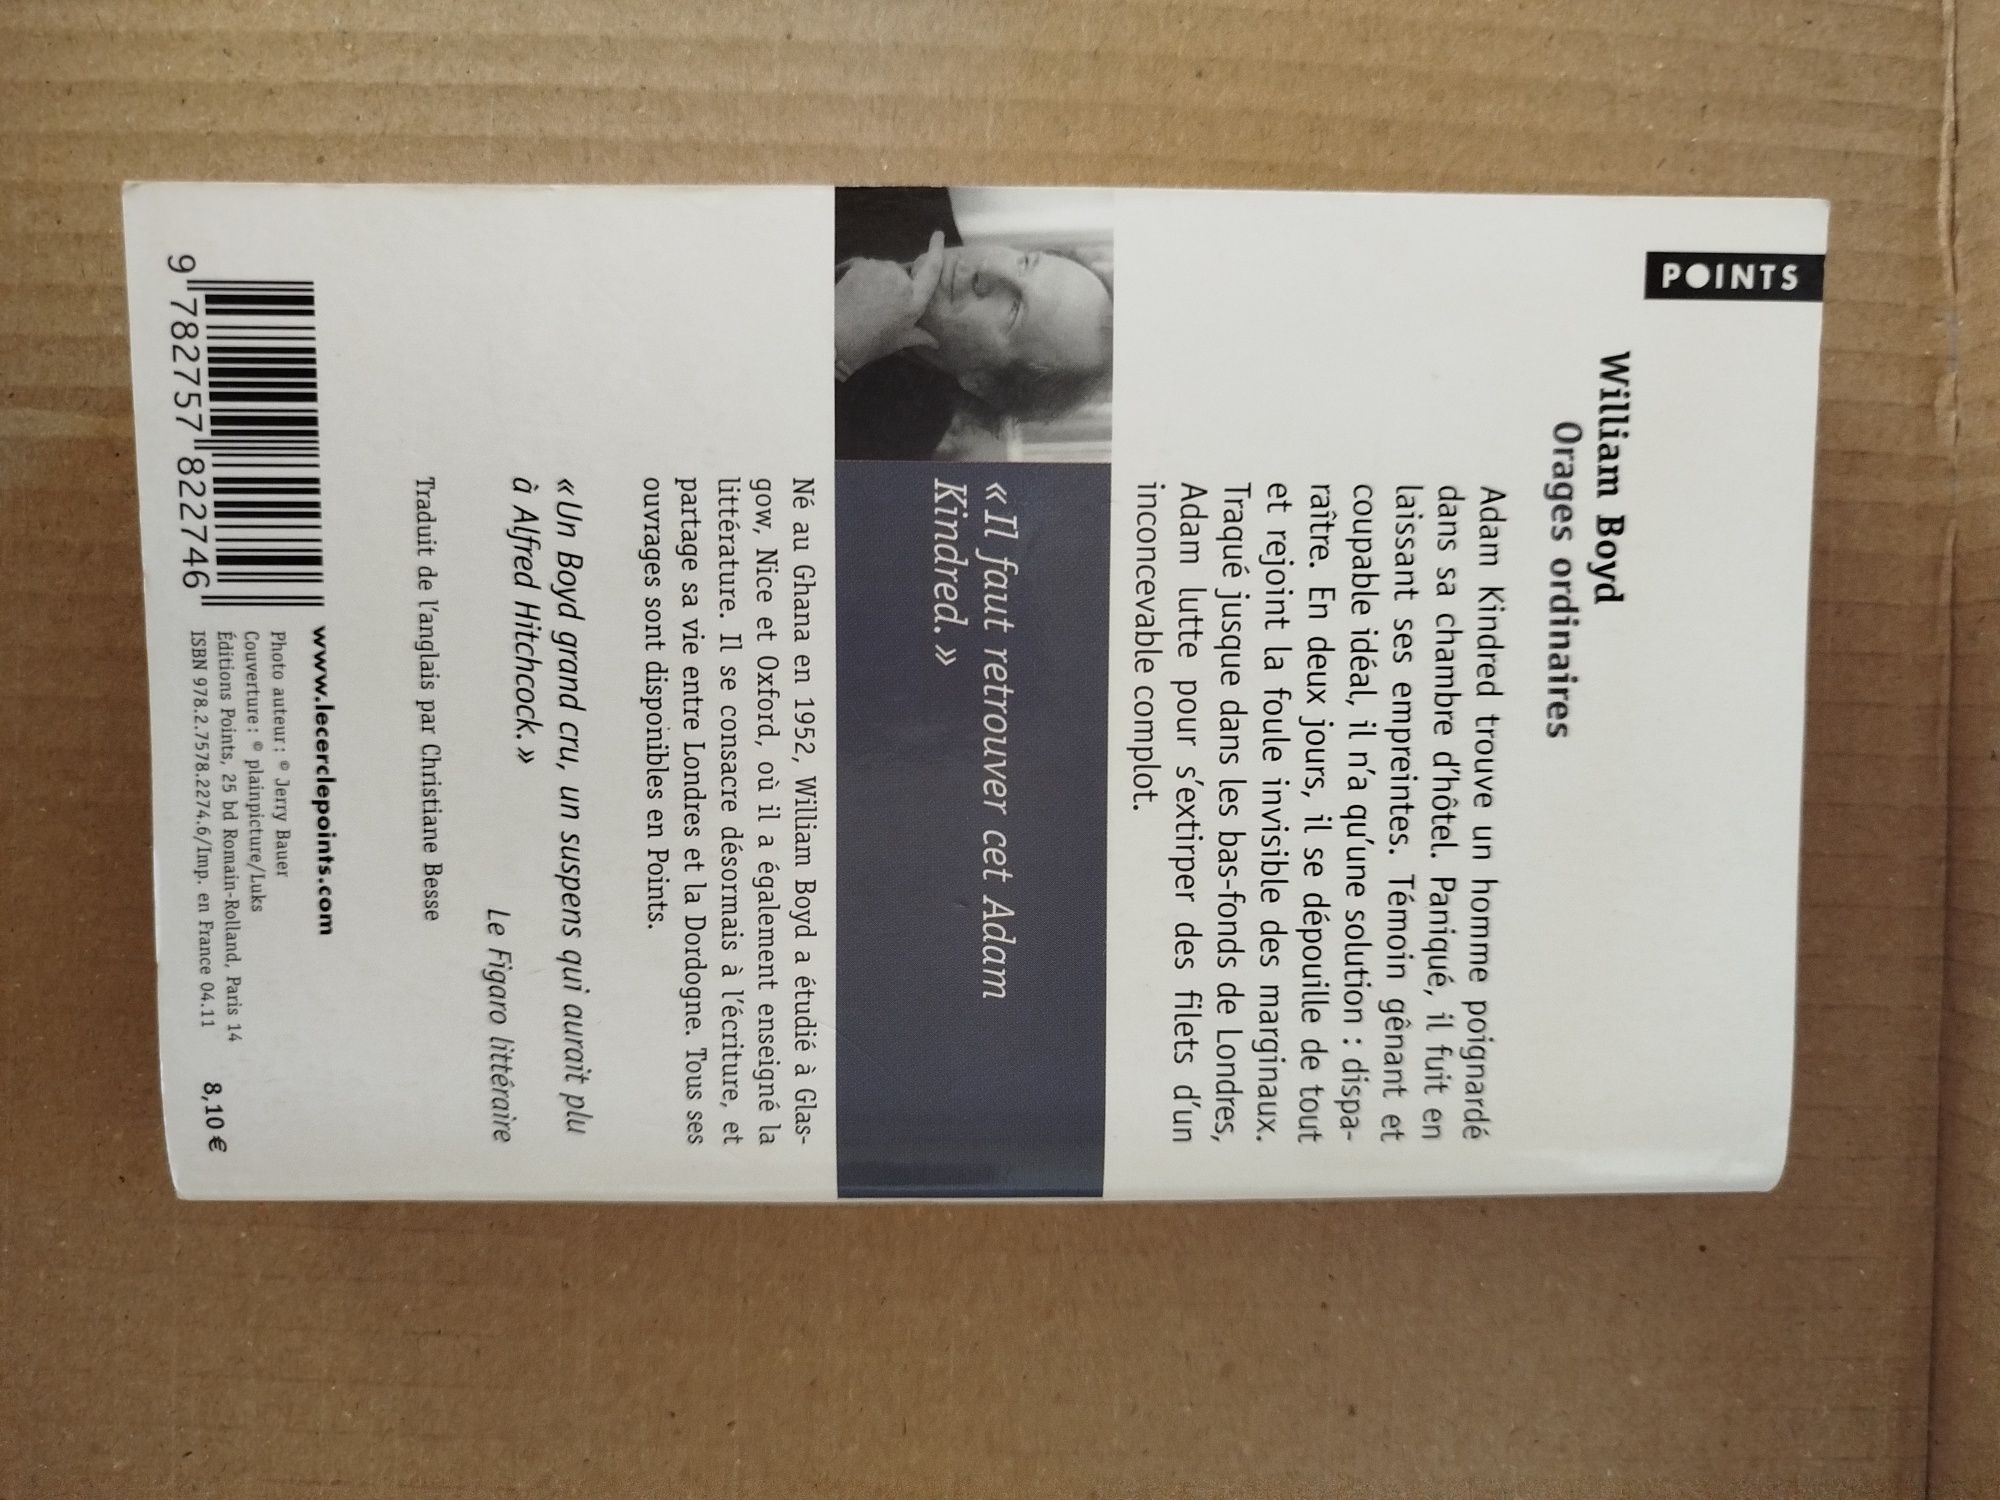 POINTS
William Boyd
Orages ordinaires
Adam Kindred trouve un homme poignardé
dans sa chambre d’hôtel. Paniqué, il fuit en
laissant ses empreintes. Témoin gênant et
coupable idéal, il n’a qu’une solution : dispa-
raître. En deux jours, il se dépouille de tout
et rejoint la foule invisible des marginaux.
Traqué jusque dans les bas-fonds de Londres,
Adam lutte pour s’extirper des filets d’un
inconcevable complot.
« Il faut retrouver cet Adam
Kindred. »
Né au Ghana en 1952, William Boyd a étudié à Glas-
gow, Nice et Oxford, où il a également enseigné la
littérature. Il se consacre désormais à l’écriture, et
partage sa vie entre Londres et la Dordogne. Tous ses
ouvrages sont disponibles en Points.
« Un Boyd grand cru, un suspens qui aurait plu
à Alfred Hitchcock. »
Le Figaro littéraire
Traduit de l’anglais par Christiane Besse
www.lecerclepoints.com
Photo auteur : © Jerry Bauer
Couverture : © plainpicture/Luks
Éditions Points, 25 bd Romain-Rolland, Paris 14
ISBN 978.2.7578.2274.6/Imp. en France 04.11
8,10 €
9 782757 822746